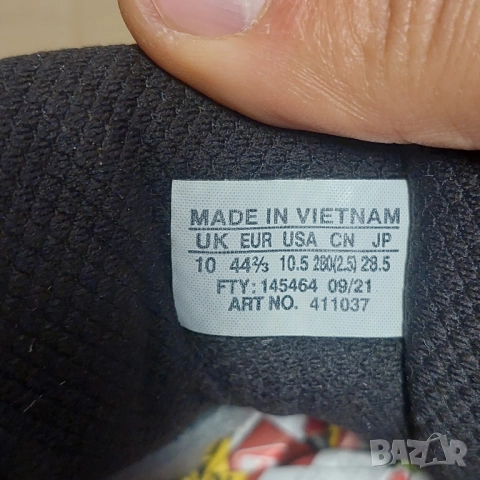 MADE IN VIETNAM
UK EUR USA CN JP
10 44⅔ 10.5 280(2.5) 28.5
FTY: 145464 09/21
ART NO. 411037
BAZAR